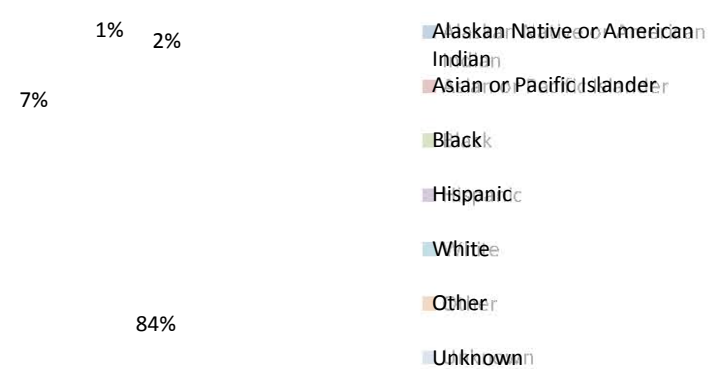 1%
2%
7%
84%
Alaskan Native or American
Indian
Asian or Pacific Islander
Black
Hispanic
White
Other
Unknown